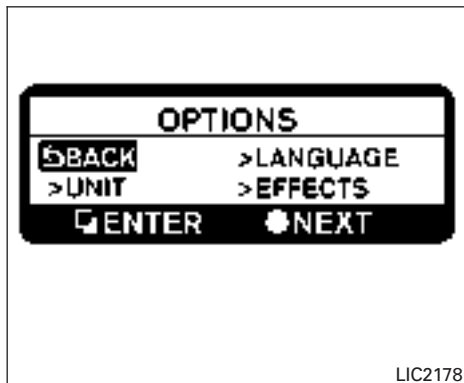 OPTIONS
BACK >LANGUAGE
>UNIT >EFFECTS
ENTER NEXT
LIC2178